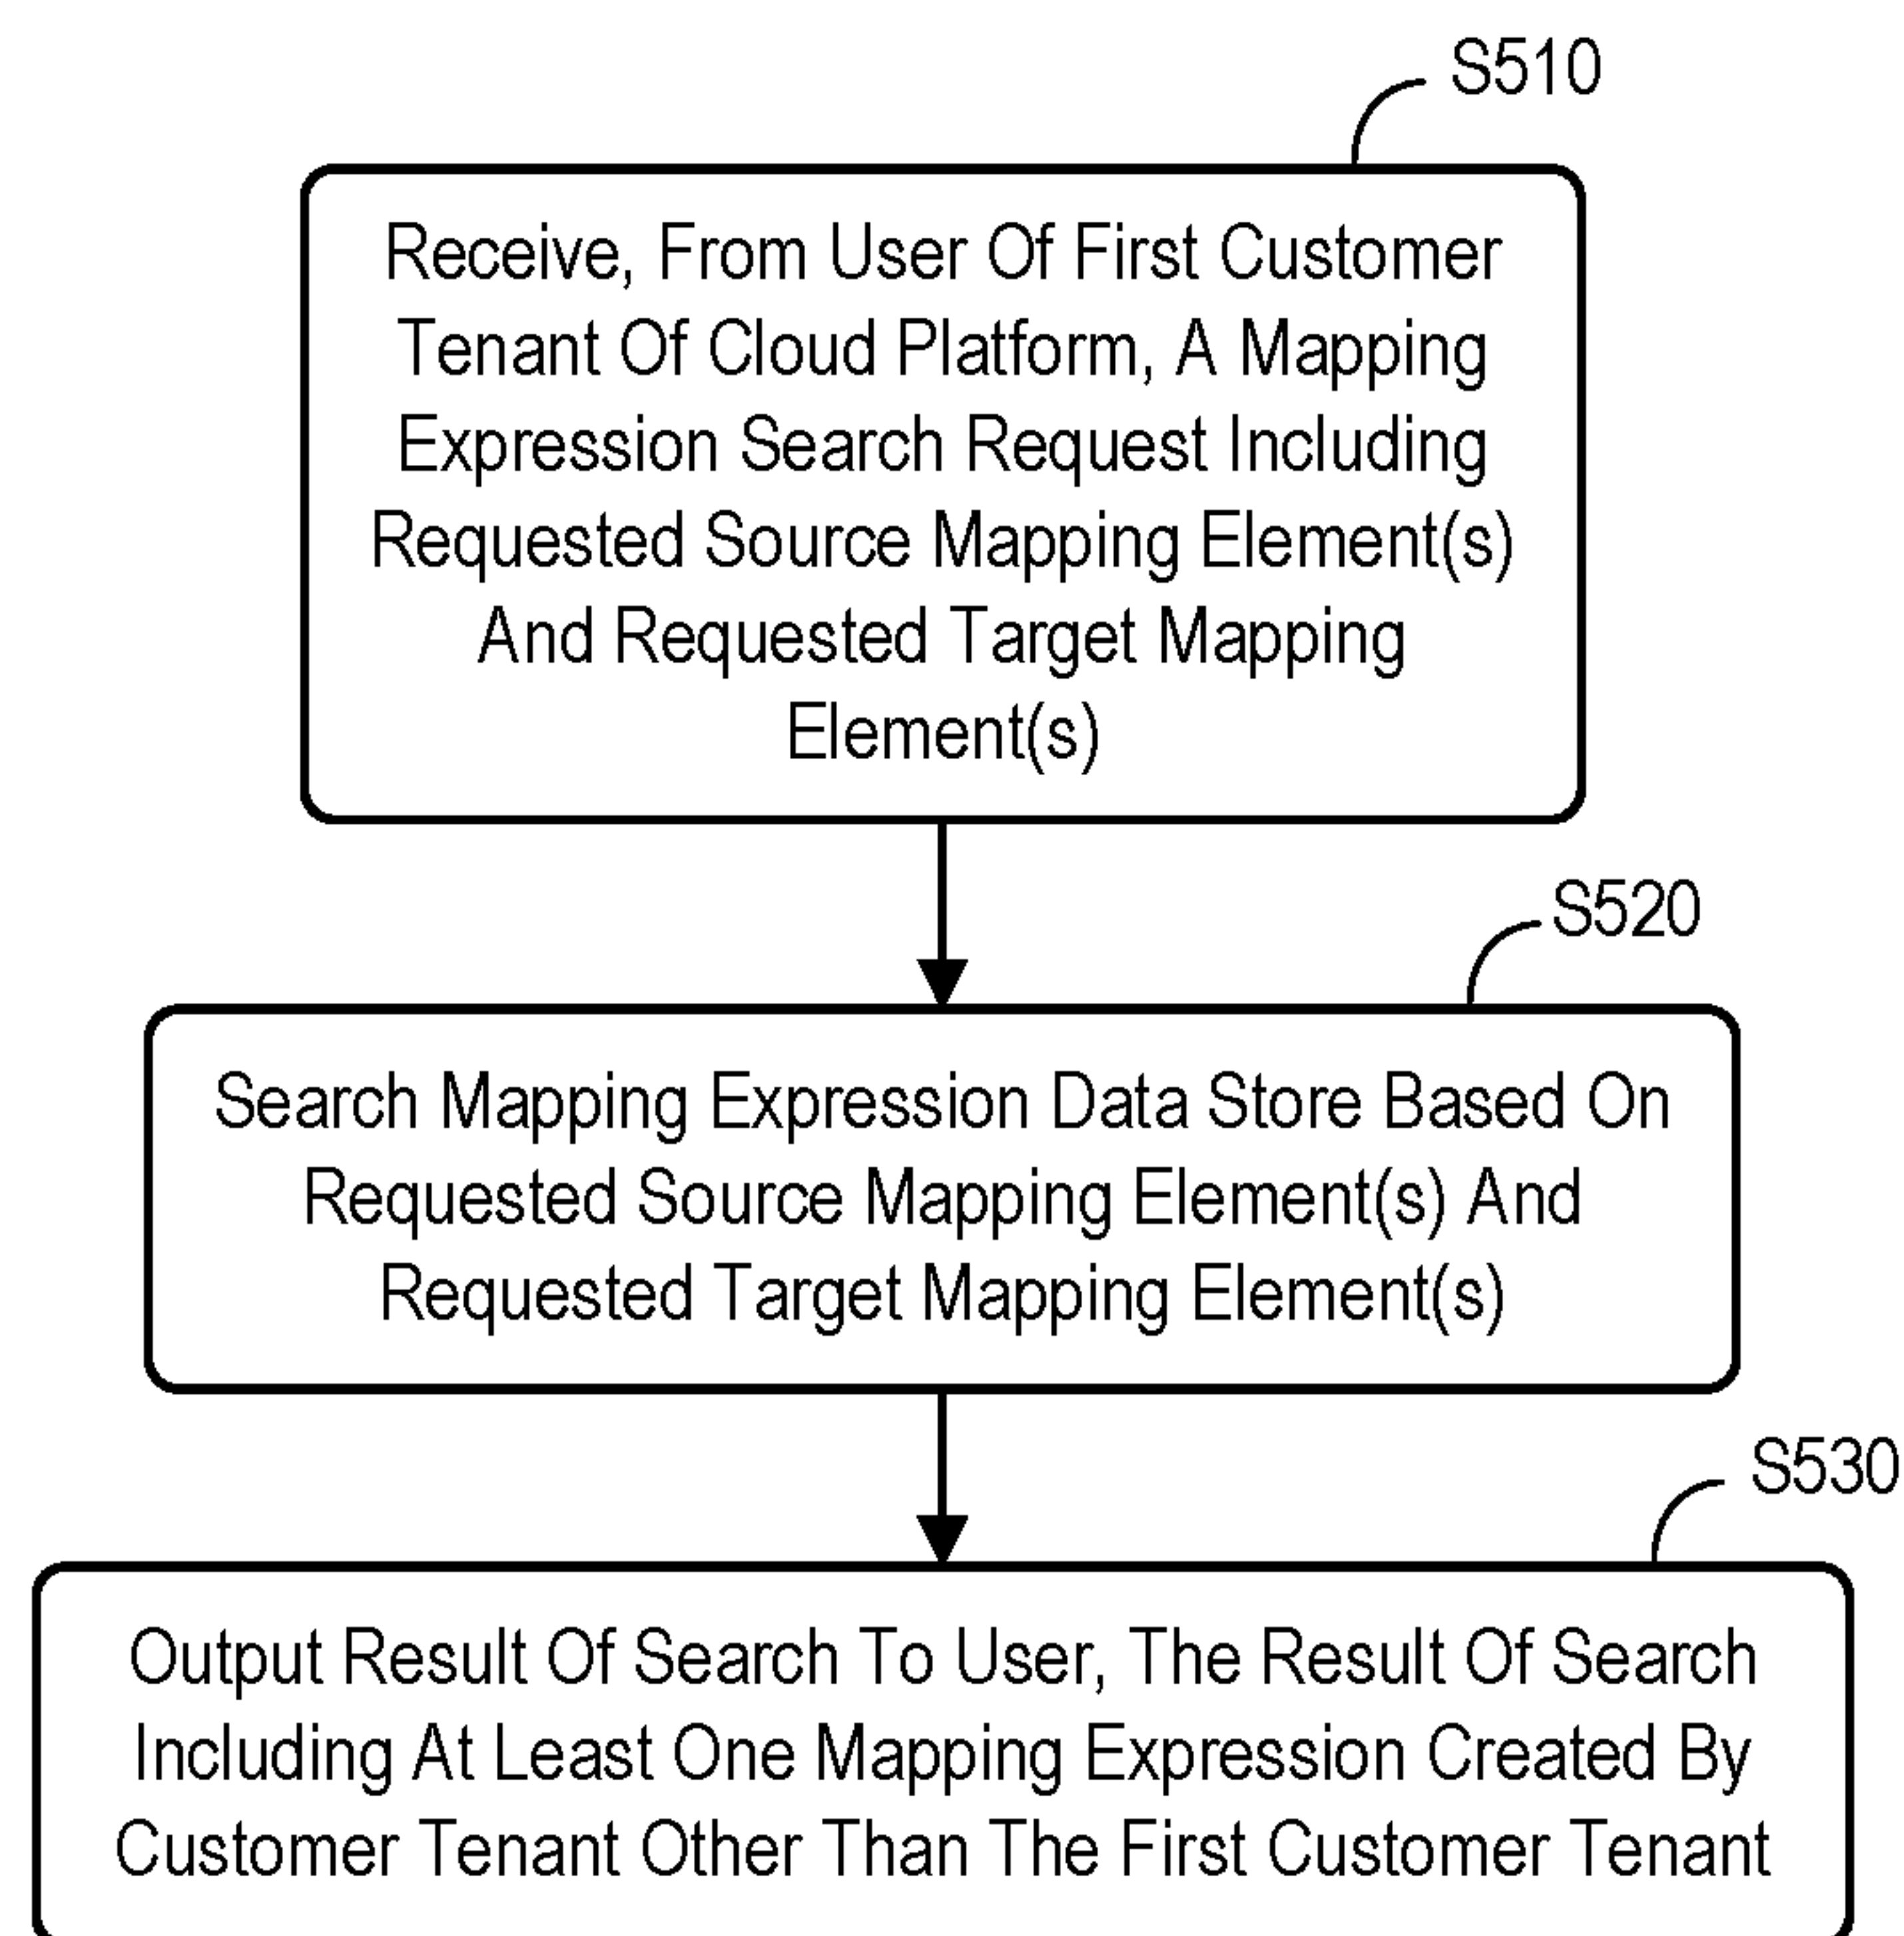 S510
Receive, From User Of First Customer
Tenant Of Cloud Platform, A Mapping
Expression Search Request Including
Requested Source Mapping Element(s)
And Requested Target Mapping
Element(s)
S520
Search Mapping Expression Data Store Based On
Requested Source Mapping Element(s) And
Requested Target Mapping Element(s)
S530
Output Result Of Search To User, The Result Of Search
Including At Least One Mapping Expression Created By
Customer Tenant Other Than The First Customer Tenant